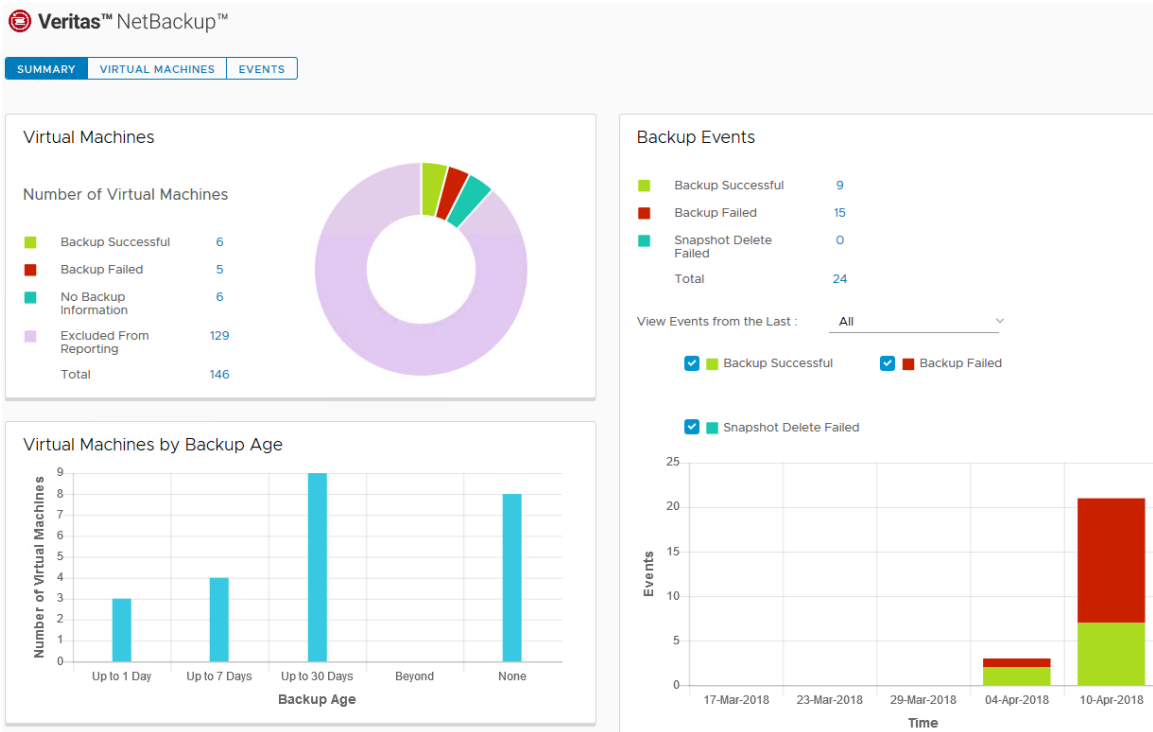 Veritas™ NetBackup™
SUMMARY VIRTUAL MACHINES EVENTS
Virtual Machines
Number of Virtual Machines
Backup Successful 6
Backup Failed 5
No Backup 6
Information
Excluded From 129
Reporting
Total 146
Virtual Machines by Backup Age
Number of Virtual Machines
9
8
7
6
5
4
3
2
1
0
Up to 1 Day Up to 7 Days Up to 30 Days Beyond None
Backup Age
Backup Events
Backup Successful 9
Backup Failed 15
Snapshot Delete 0
Failed
Total 24
View Events from the Last : All
Backup Successful Backup Failed
Snapshot Delete Failed
Events
25
20
15
10
5
0
17-Mar-2018 23-Mar-2018 29-Mar-2018 04-Apr-2018 10-Apr-2018
Time